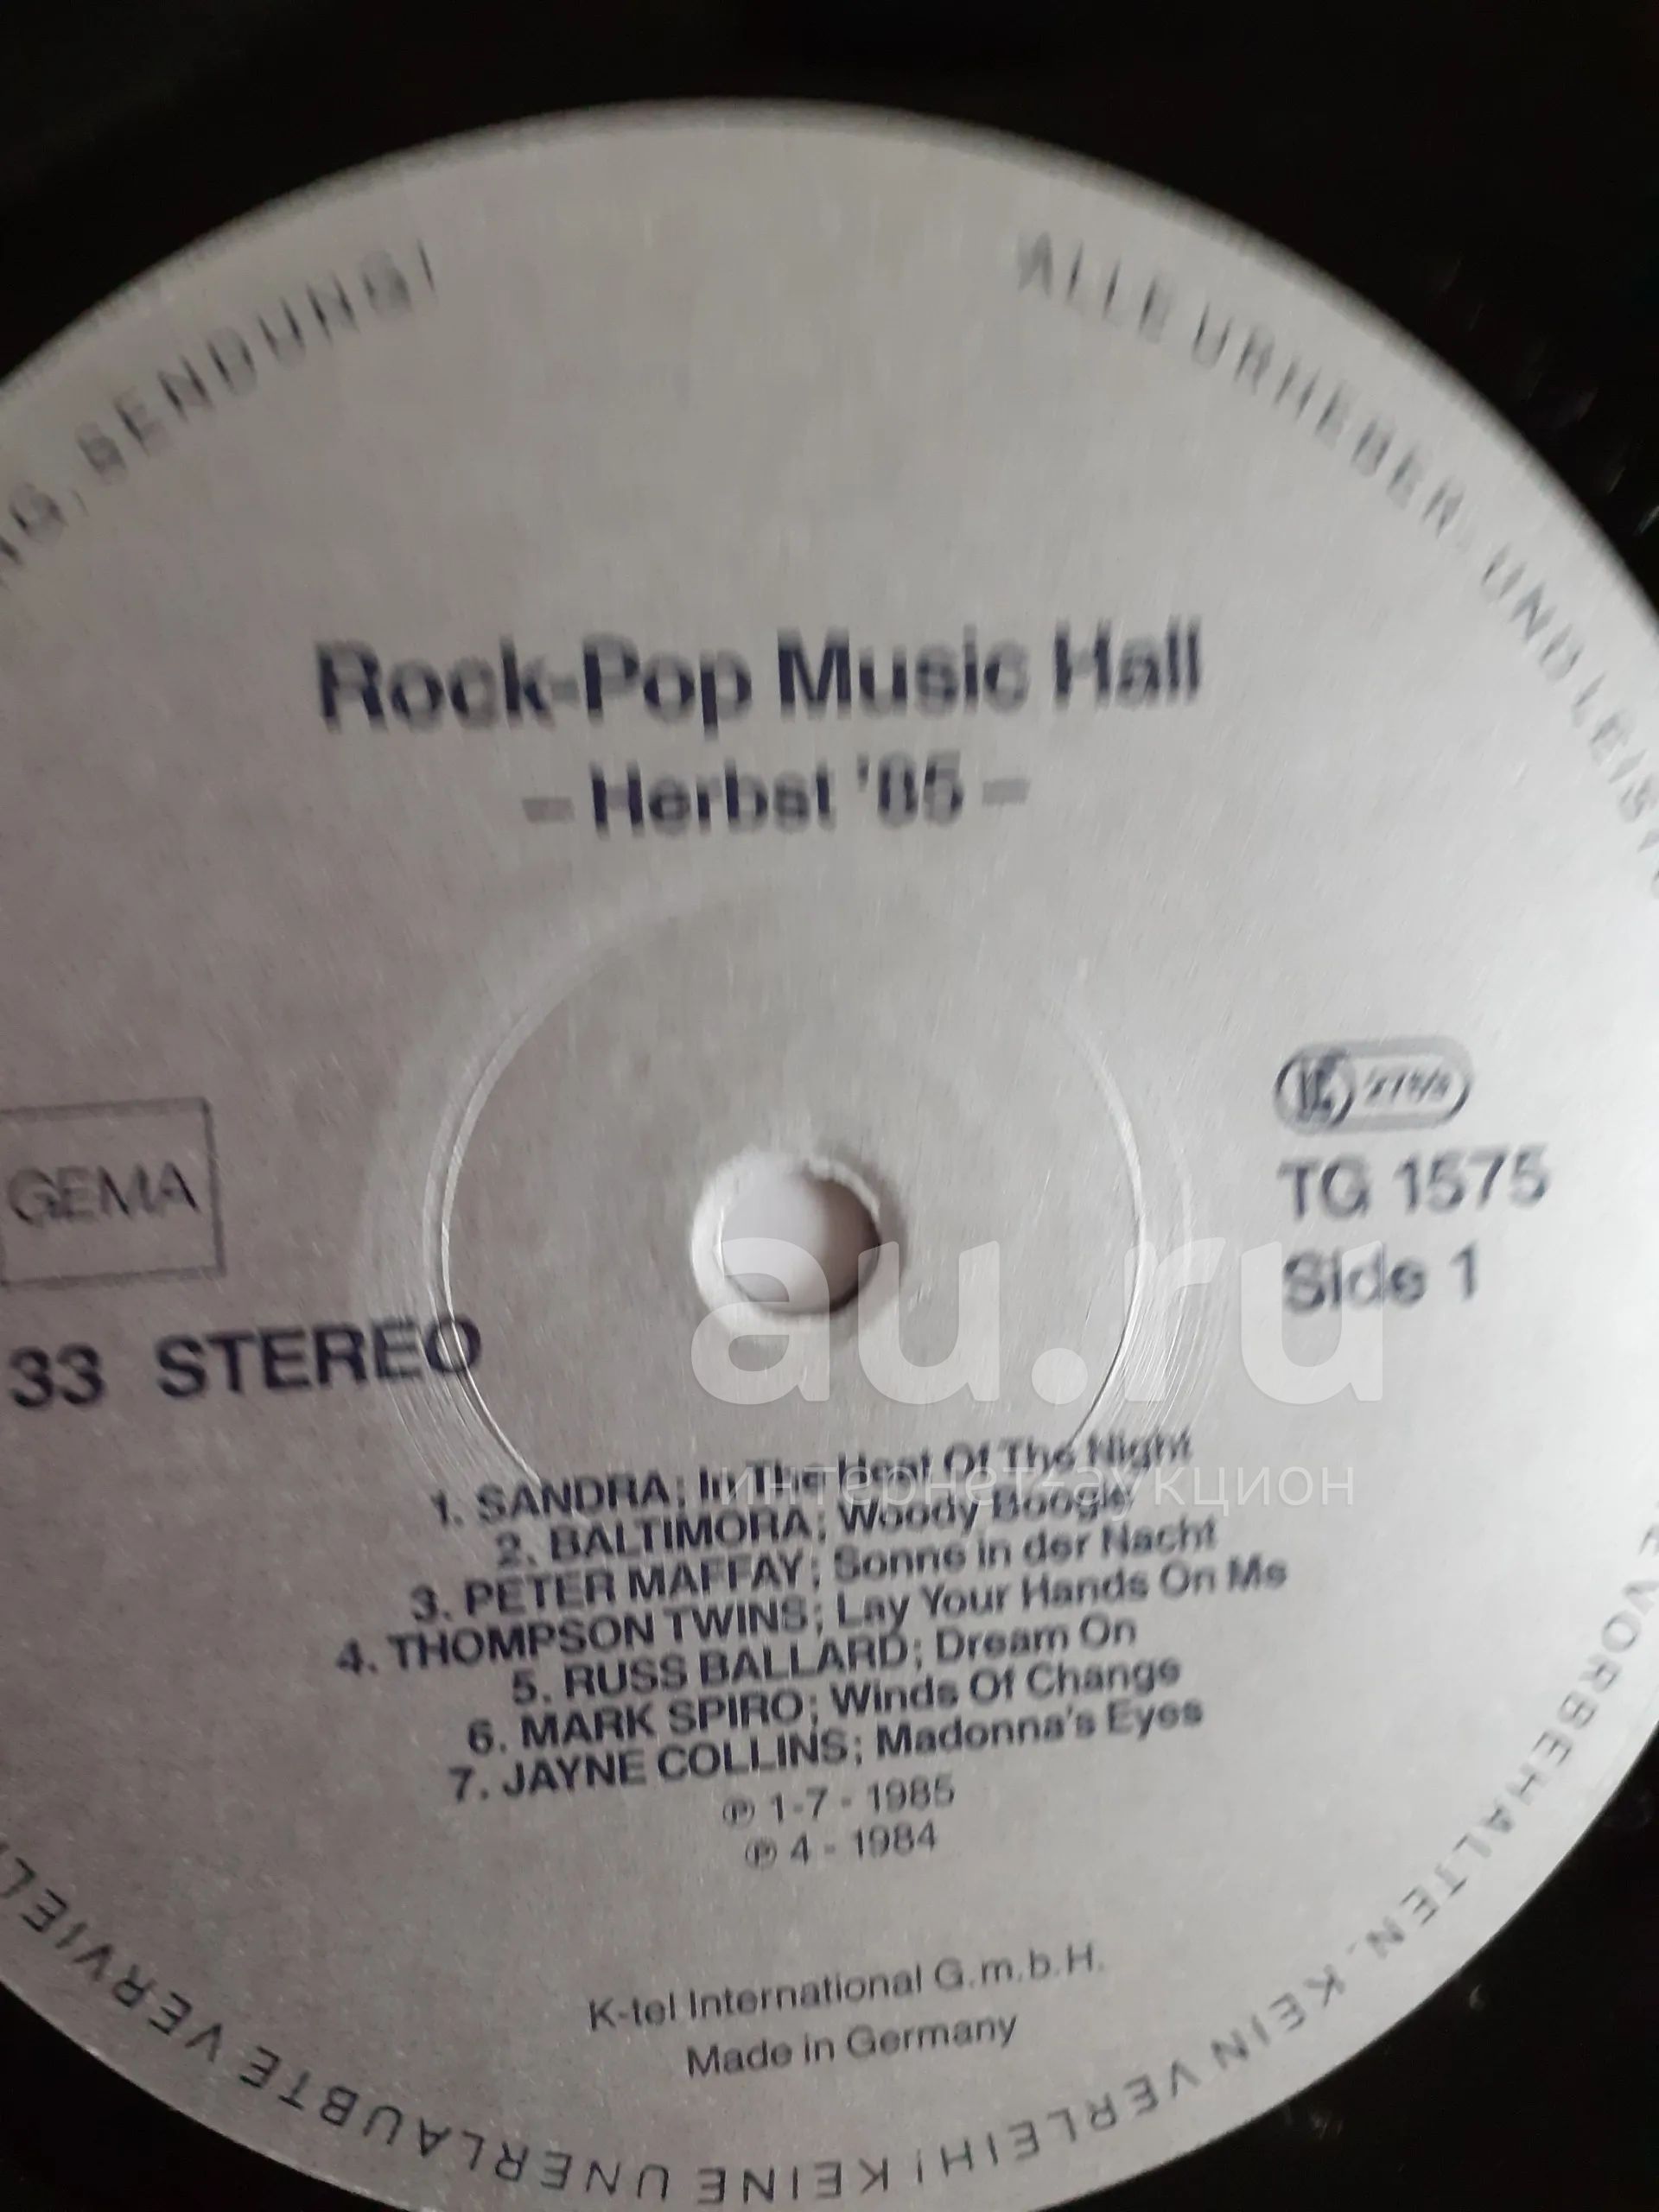 ALLE URHEBER- UND LEIS
E VORBEHALTEN. KEIN VERLEIH! KEINE UNERLAUBTE VERVIEL
G, SENDUNG!
Rock-Pop Music Hall
- Herbst '85 -
GEMA
LC
TG 1575
Side 1
33 STEREO
au.ru
интернет-аукцион
1. SANDRA; In The Heat Of The Night
2. BALTIMORA; Woody Boogie
3. PETER MAFFAY; Sonne in der Nacht
4. THOMPSON TWINS; Lay Your Hands On Me
5. RUSS BALLARD; Dream On
6. MARK SPIRO; Winds Of Change
7. JAYNE COLLINS; Madonna's Eyes
℗ 1-7 - 1985
℗ 4 - 1984
K-tel International G.m.b.H.
Made in Germany